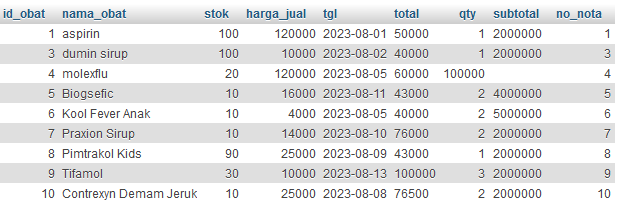 id_obat nama_obat stok harga_jual tgl total qty subtotal no_nota
1 aspirin 100 120000 2023-08-01 50000 1 2000000 1
3 dumin sirup 100 10000 2023-08-02 40000 1 2000000 3
4 molexflu 20 120000 2023-08-05 60000 100000 4
5 Biogsefic 10 16000 2023-08-11 43000 2 4000000 5
6 Kool Fever Anak 10 4000 2023-08-05 40000 2 5000000 6
7 Praxion Sirup 10 14000 2023-08-10 76000 2 2000000 7
8 Pimtrakol Kids 90 25000 2023-08-09 43000 1 2000000 8
9 Tifamol 30 10000 2023-08-13 100000 3 2000000 9
10 Contrexyn Demam Jeruk 10 25000 2023-08-08 76500 2 2000000 10